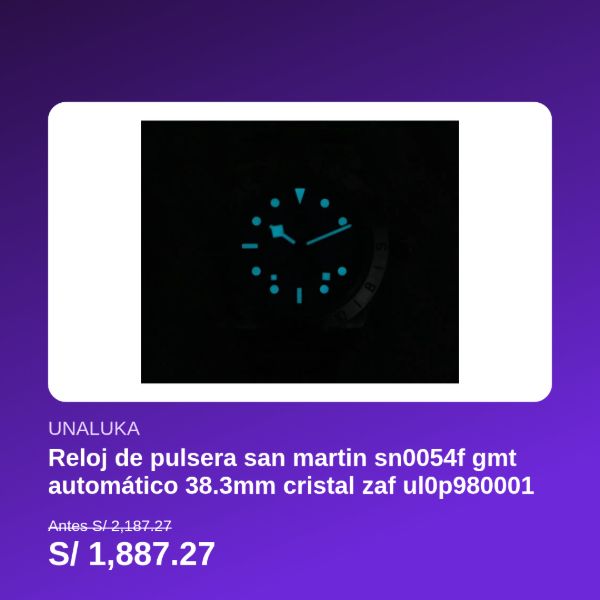 UNALUKA
Reloj de pulsera san martin sn0054f gmt
automático 38.3mm cristal zaf ul0p980001
Antes S/ 2,187.27
S/ 1,887.27